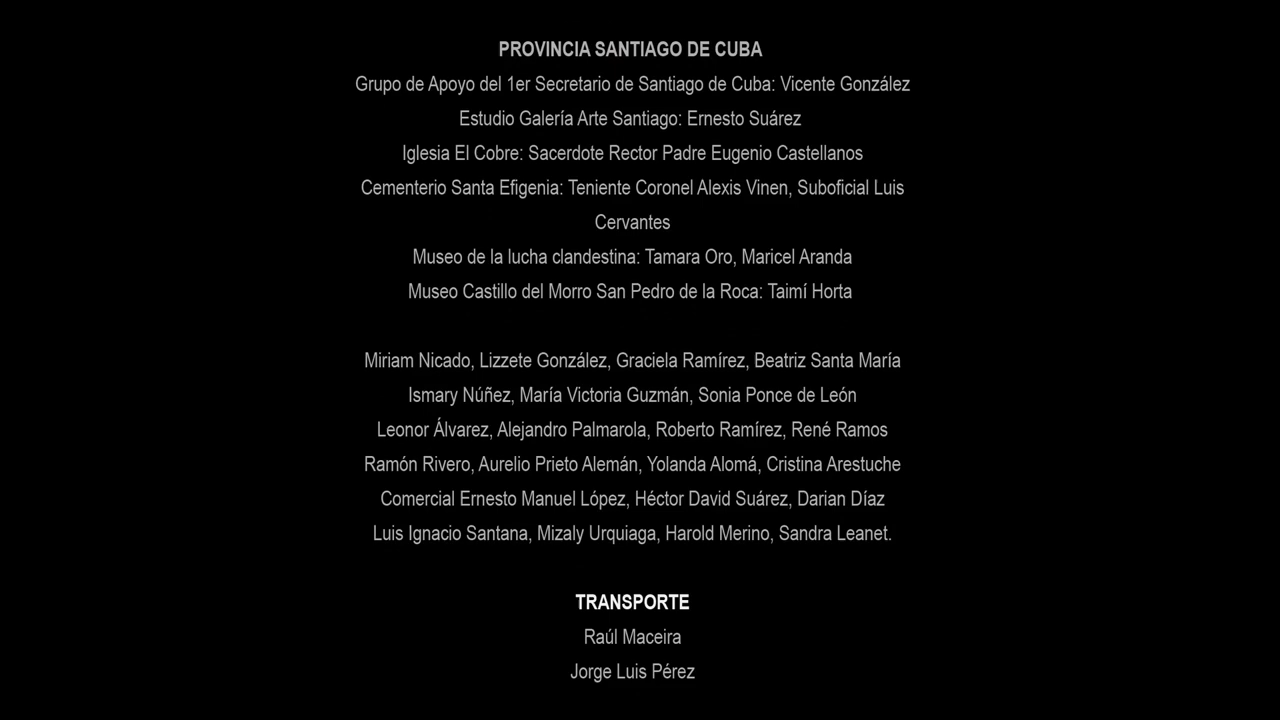 PROVINCIA SANTIAGO DE CUBA
Grupo de Apoyo del 1er Secretario de Santiago de Cuba: Vicente González
Estudio Galería Arte Santiago: Ernesto Suárez
Iglesia El Cobre: Sacerdote Rector Padre Eugenio Castellanos
Cementerio Santa Efigenia: Teniente Coronel Alexis Vinen, Suboficial Luis
Cervantes
Museo de la lucha clandestina: Tamara Oro, Maricel Aranda
Museo Castillo del Morro San Pedro de la Roca: Taimí Horta
Miriam Nicado, Lizzete González, Graciela Ramírez, Beatriz Santa María
Ismary Núñez, María Victoria Guzmán, Sonia Ponce de León
Leonor Álvarez, Alejandro Palmarola, Roberto Ramírez, René Ramos
Ramón Rivero, Aurelio Prieto Alemán, Yolanda Alomá, Cristina Arestuche
Comercial Ernesto Manuel López, Héctor David Suárez, Darian Díaz
Luis Ignacio Santana, Mizaly Urquiaga, Harold Merino, Sandra Leanet.
TRANSPORTE
Raúl Maceira
Jorge Luis Pérez